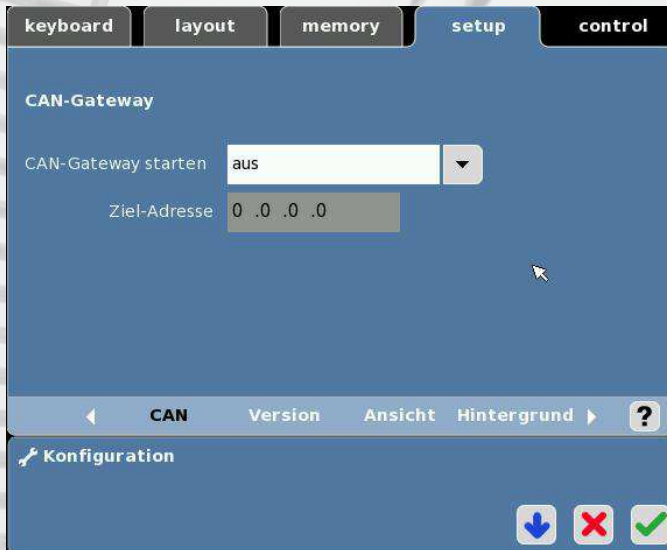 keyboard layout memory setup control
CAN-Gateway
CAN-Gateway starten aus
Ziel-Adresse 0 .0 .0 .0
CAN Version Ansicht Hintergrund ?
Konfiguration